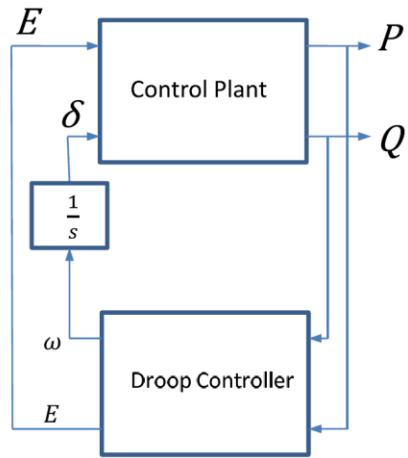 E
P
Control Plant
δ
Q
1
s
ω
Droop Controller
E